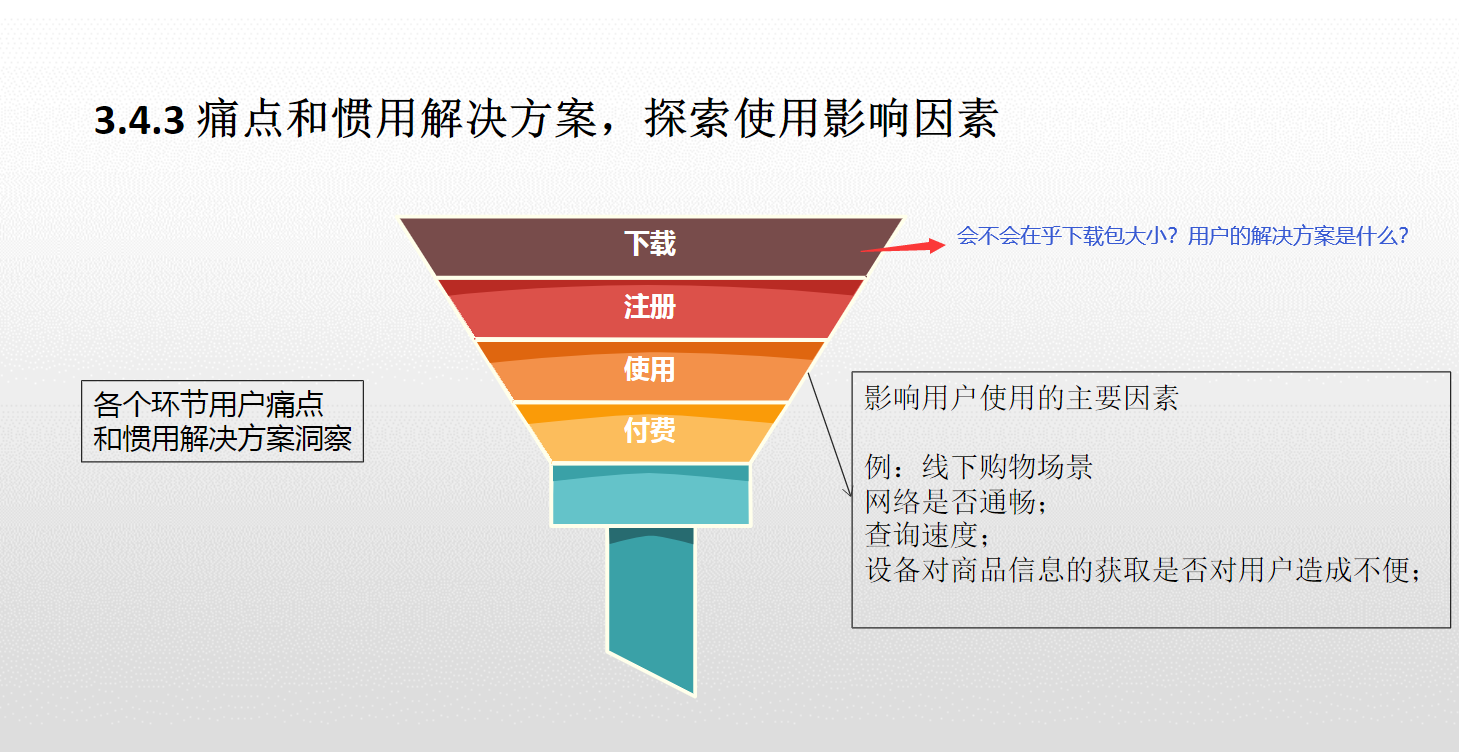 3.4.3 痛点和惯用解决方案，探索使用影响因素
下载
会不会在乎下载包大小？用户的解决方案是什么？
注册
使用
付费
各个环节用户痛点
和惯用解决方案洞察
影响用户使用的主要因素
例：线下购物场景
网络是否通畅；
查询速度；
设备对商品信息的获取是否对用户造成不便；